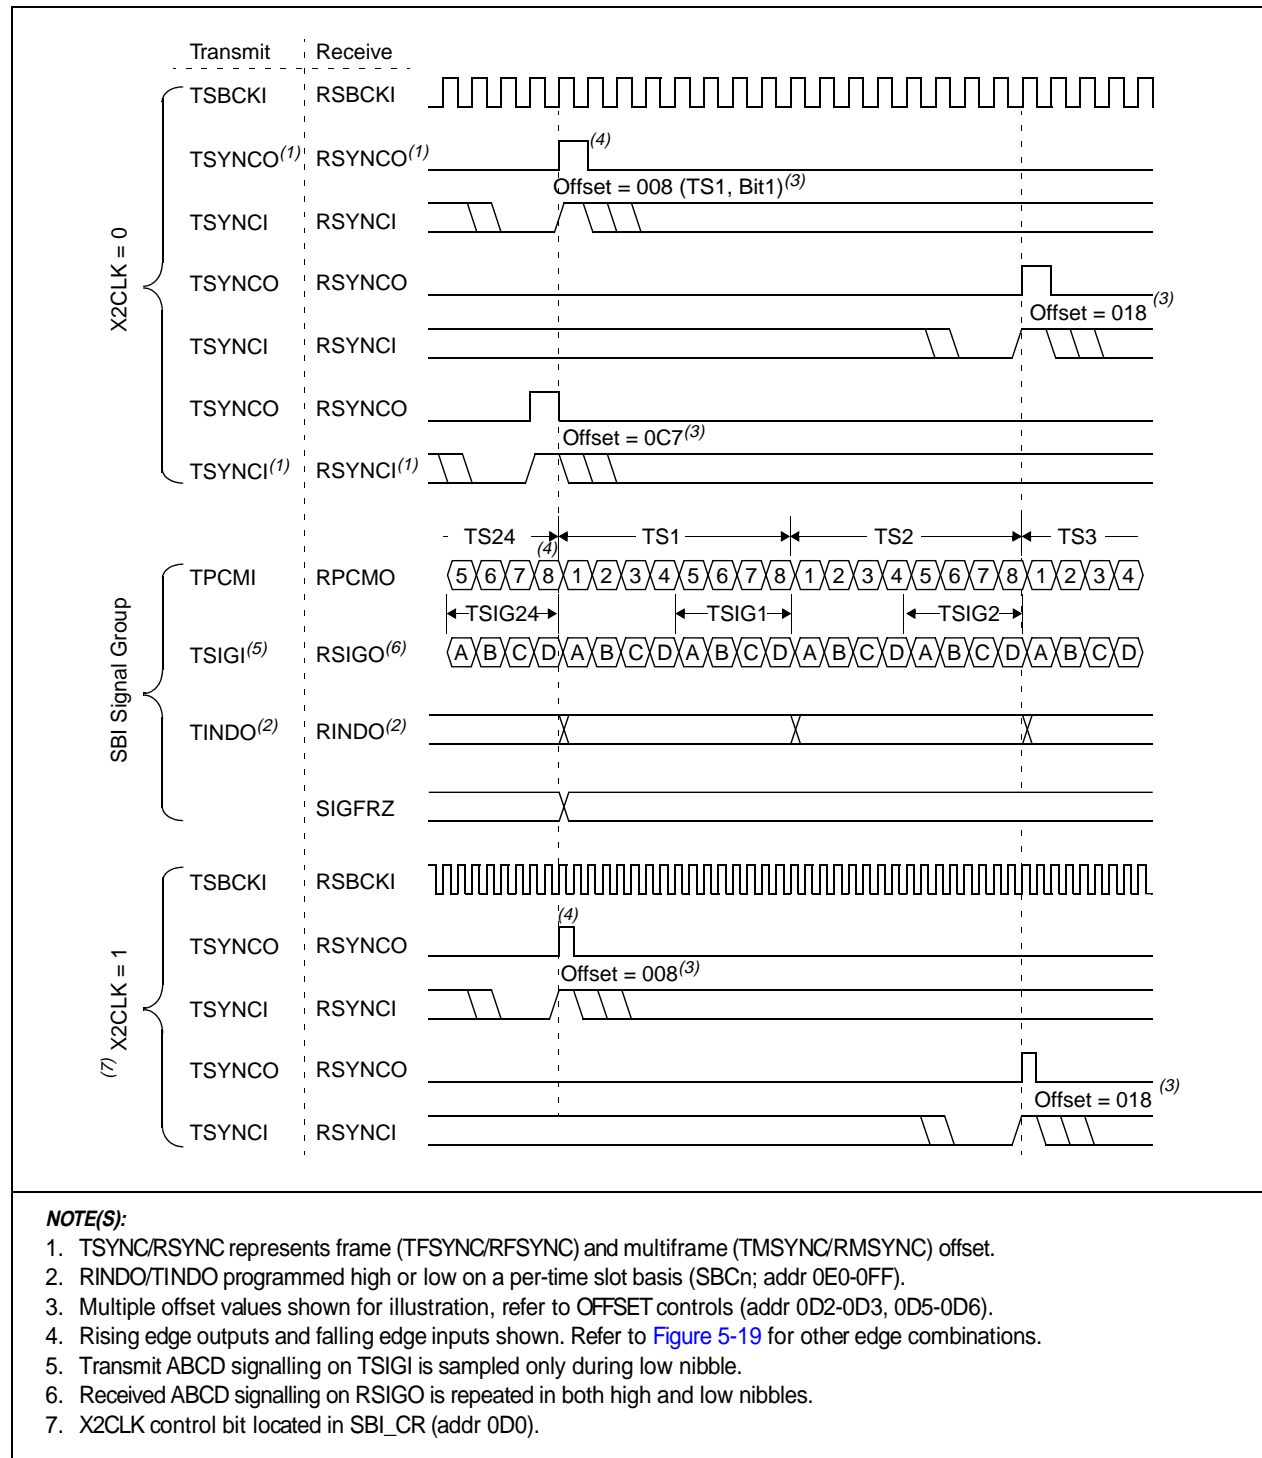 Transmit Receive
TSBCKI RSBCKI
TSYNCO(1) RSYNCO(1) (4)
Offset = 008 (TS1, Bit1)(3)
TSYNCI RSYNCI
X2CLK = 0
TSYNCO RSYNCO
Offset = 018 (3)
TSYNCI RSYNCI
TSYNCO RSYNCO
Offset = 0C7(3)
TSYNCI(1) RSYNCI(1)
TS24 TS1 TS2 TS3
(4)
TPCMI RPCMO 5 6 7 8 1 2 3 4 5 6 7 8 1 2 3 4 5 6 7 8 1 2 3 4
TSIG24 TSIG1 TSIG2
TSIGI(5) RSIGO(6) A B C D A B C D A B C D A B C D A B C D A B C D
SBI Signal Group
TINDO(2) RINDO(2)
SIGFRZ
TSBCKI RSBCKI
(4)
TSYNCO RSYNCO
Offset = 008(3)
TSYNCI RSYNCI
(7) X2CLK = 1
TSYNCO RSYNCO
Offset = 018 (3)
TSYNCI RSYNCI
NOTE(S):
1. TSYNC/RSYNC represents frame (TFSYNC/RFSYNC) and multiframe (TMSYNC/RMSYNC) offset.
2. RINDO/TINDO programmed high or low on a per-time slot basis (SBCn; addr 0E0-0FF).
3. Multiple offset values shown for illustration, refer to OFFSET controls (addr 0D2-0D3, 0D5-0D6).
4. Rising edge outputs and falling edge inputs shown. Refer to Figure 5-19 for other edge combinations.
5. Transmit ABCD signalling on TSIGI is sampled only during low nibble.
6. Received ABCD signalling on RSIGO is repeated in both high and low nibbles.
7. X2CLK control bit located in SBI_CR (addr 0D0).